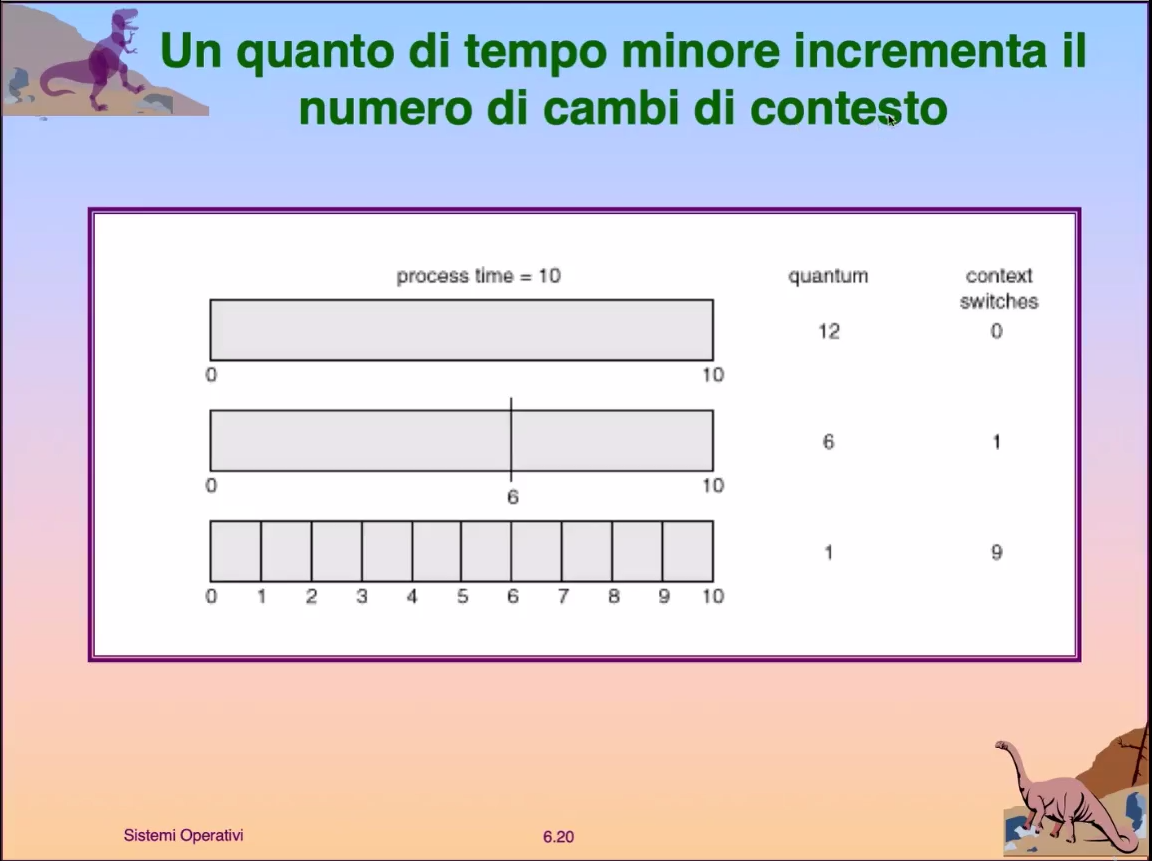 Un quanto di tempo minore incrementa il
numero di cambi di contesto
process time = 10 quantum context
switches
12 0
0 10
6 1
0 6 10
1 9
0 1 2 3 4 5 6 7 8 9 10
Sistemi Operativi 6.20